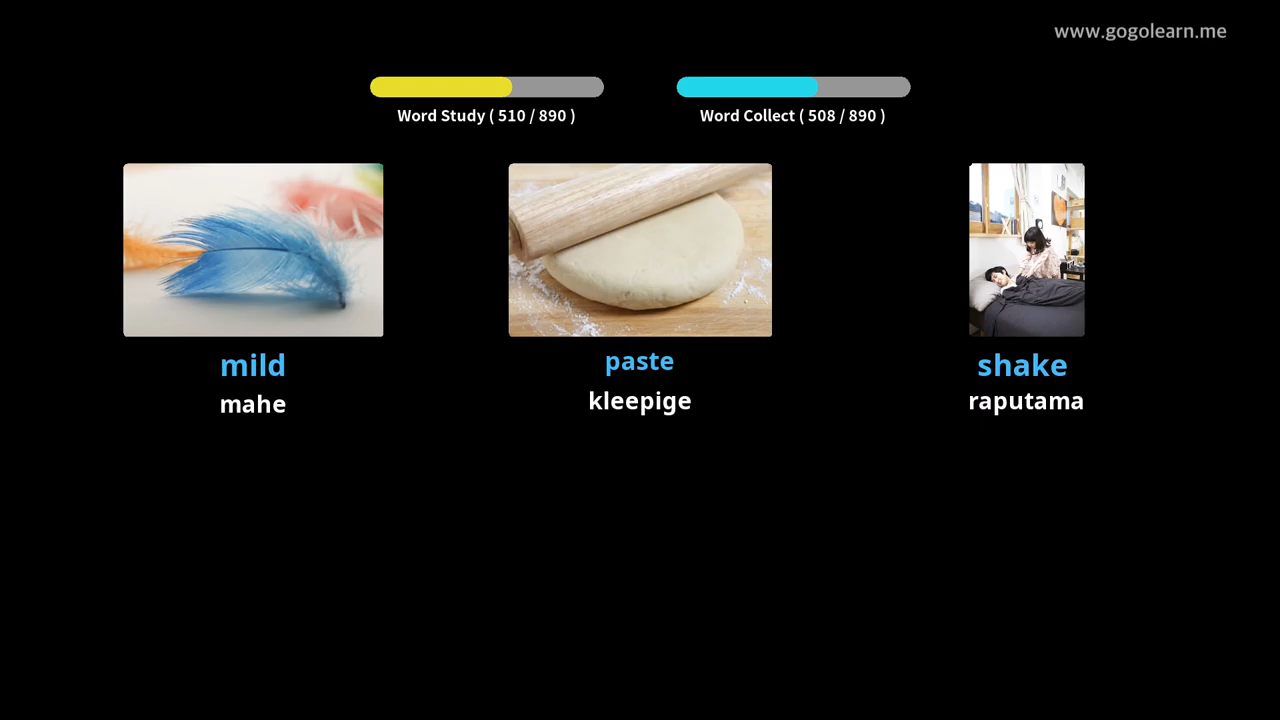 www.gogolearn.me
Word Study ( 510 / 890 )
Word Collect ( 508 / 890 )
mild
mahe
paste
kleepige
shake
raputama